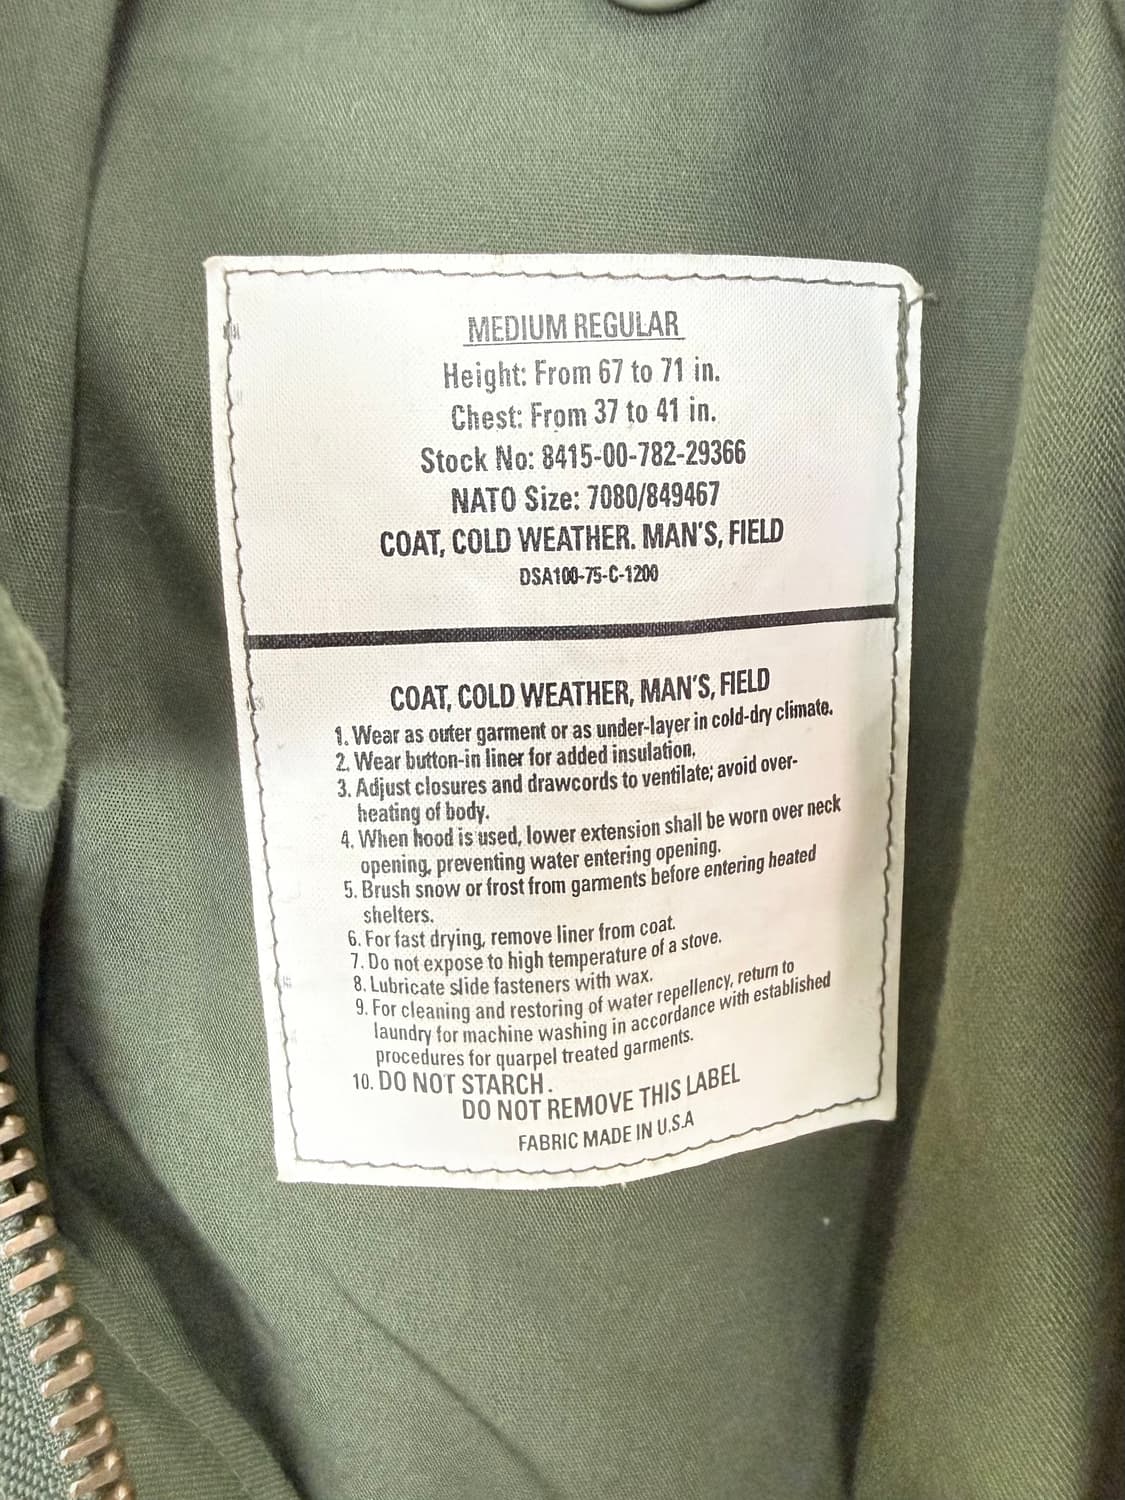 MEDIUM REGULAR
Height: From 67 to 71 in.
Chest: From 37 to 41 in.
Stock No: 8415-00-782-29366
NATO Size: 7080/849467
COAT, COLD WEATHER. MAN'S, FIELD
DSA100-75-C-1200
COAT, COLD WEATHER, MAN'S, FIELD
1. Wear as outer garment or as under-layer in cold-dry climate.
2. Wear button-in liner for added insulation,
3. Adjust closures and drawcords to ventilate; avoid over-
heating of body.
4. When hood is used, lower extension shall be worn over neck
opening, preventing water entering opening.
5. Brush snow or frost from garments before entering heated
shelters.
6. For fast drying, remove liner from coat.
7. Do not expose to high temperature of a stove.
8. Lubricate slide fasteners with wax.
9. For cleaning and restoring of water repellency, return to
laundry for machine washing in accordance with established
procedures for quarpel treated garments.
10. DO NOT STARCH.
DO NOT REMOVE THIS LABEL
FABRIC MADE IN U.S.A